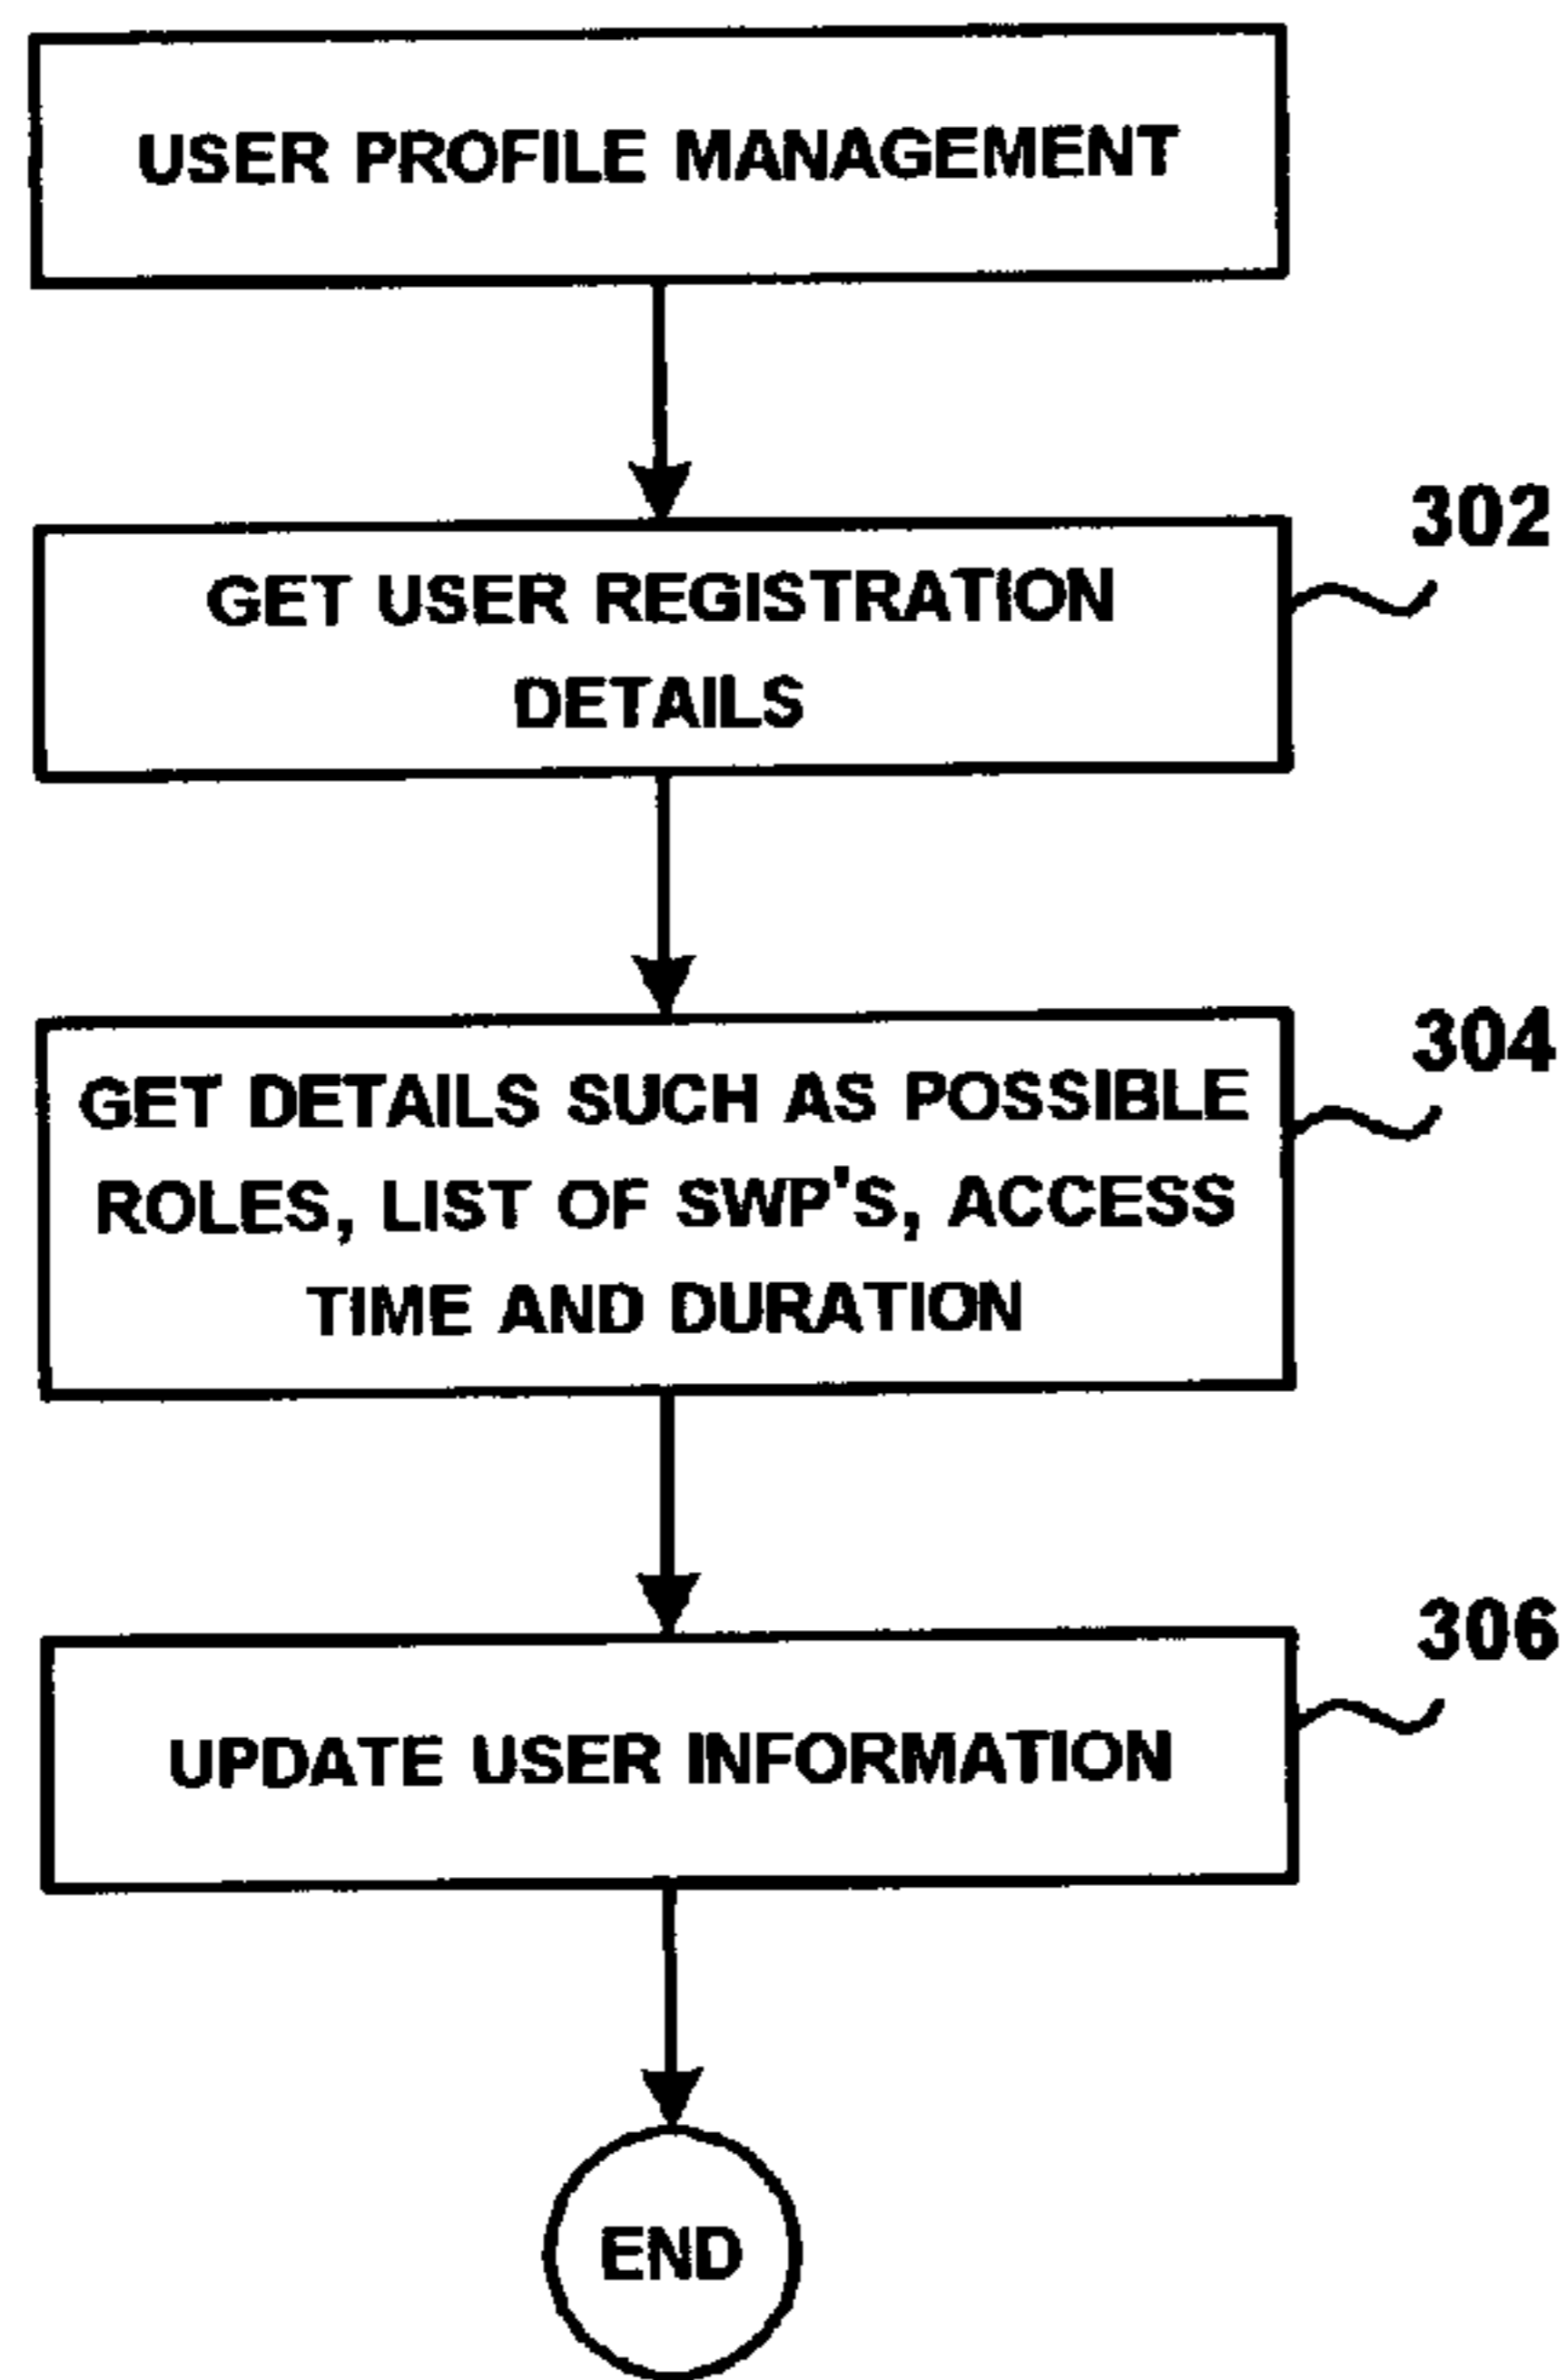 USER PROFILE MANAGEMENT
302
GET USER REGISTRATION
DETAILS
304
GET DETAILS SUCH AS POSSIBLE
ROLES, LIST OF SWP'S, ACCESS
TIME AND DURATION
306
UPDATE USER INFORMATION
END